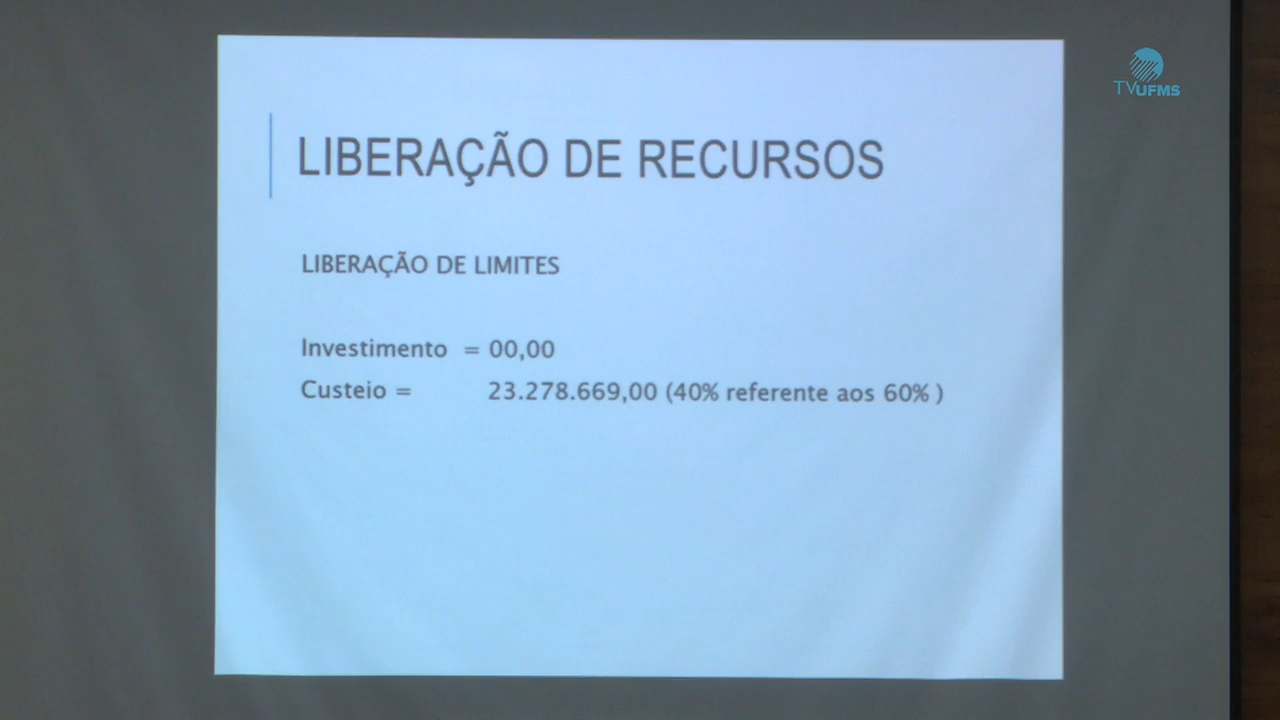 TVUFMS
LIBERAÇÃO DE RECURSOS
LIBERAÇÃO DE LIMITES
Investimento = 00,00
Custeio = 23.278.669,00 (40% referente aos 60% )